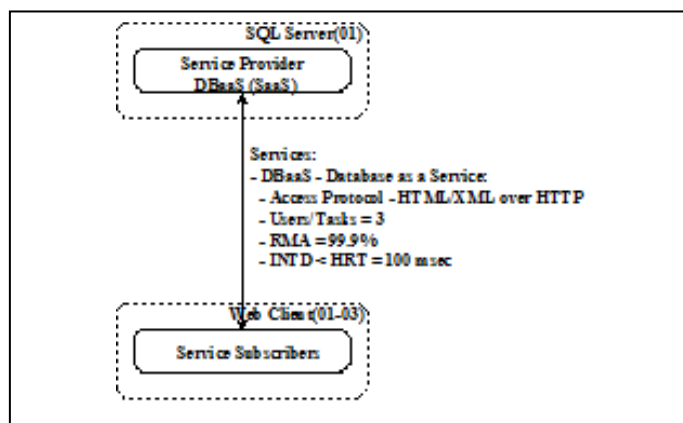 SQL Server(01)
Service Provider
DBaaS (SaaS)
Services:
- DBaaS - Database as a Service:
- Access Protocol - HTML/XML over HTTP
- Users/Tasks = 3
- RMA = 99.9%
- INTD < HRT = 100 msec
Web Client(01-03)
Service Subscribers